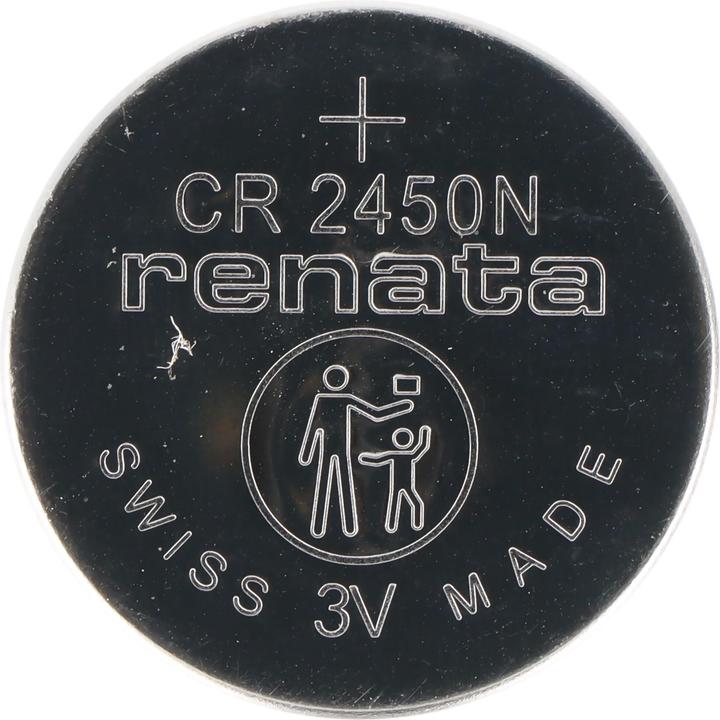 +
CR 2450N
renata
SWISS MADE
3V